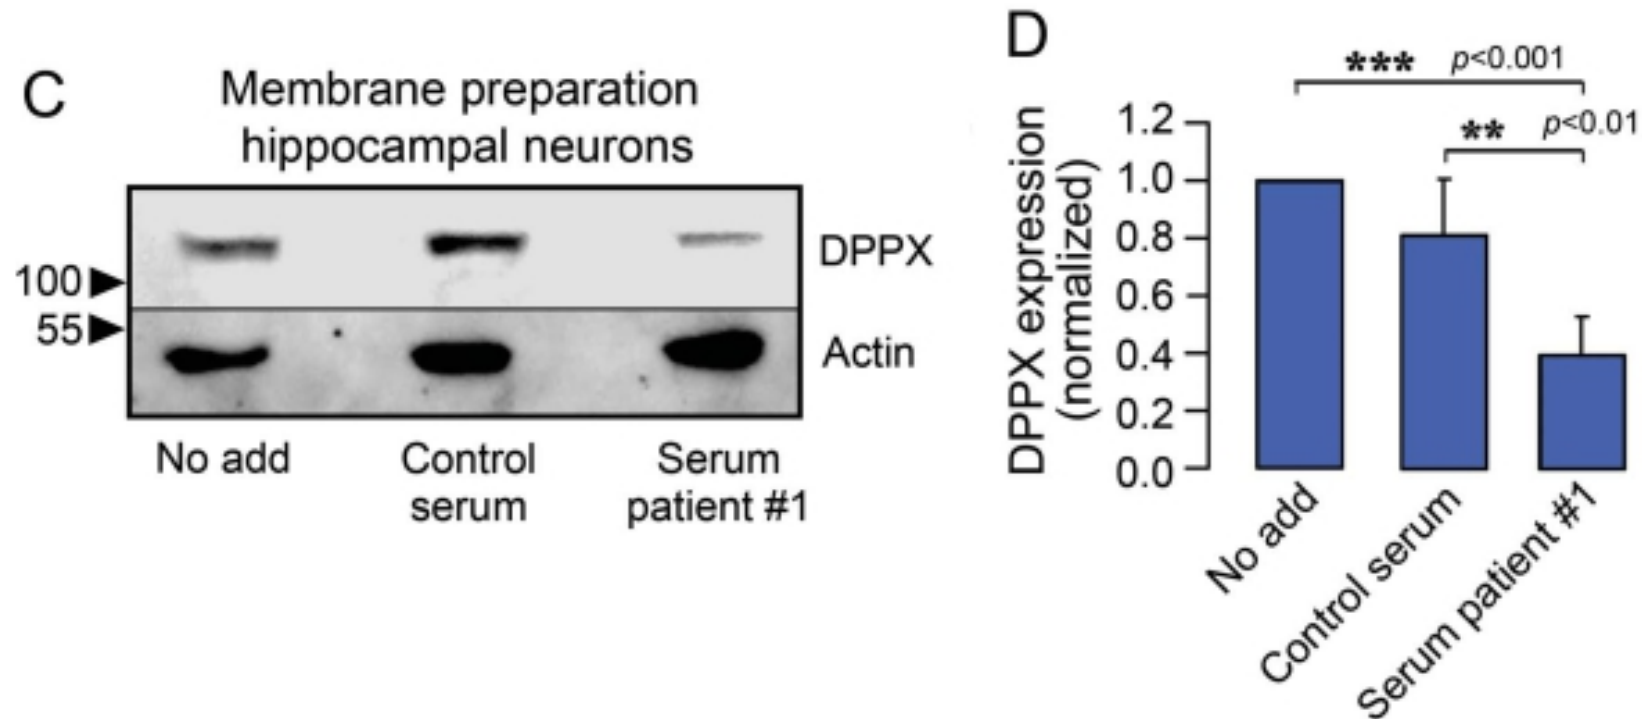 C
Membrane preparation
hippocampal neurons
100
55
DPPX
Actin
No add
Control
serum
Serum
patient #1
D
*** p<0.001
** p<0.01
DPPX expression
(normalized)
1.2
1.0
0.8
0.6
0.4
0.2
0.0
No add
Control serum
Serum patient #1